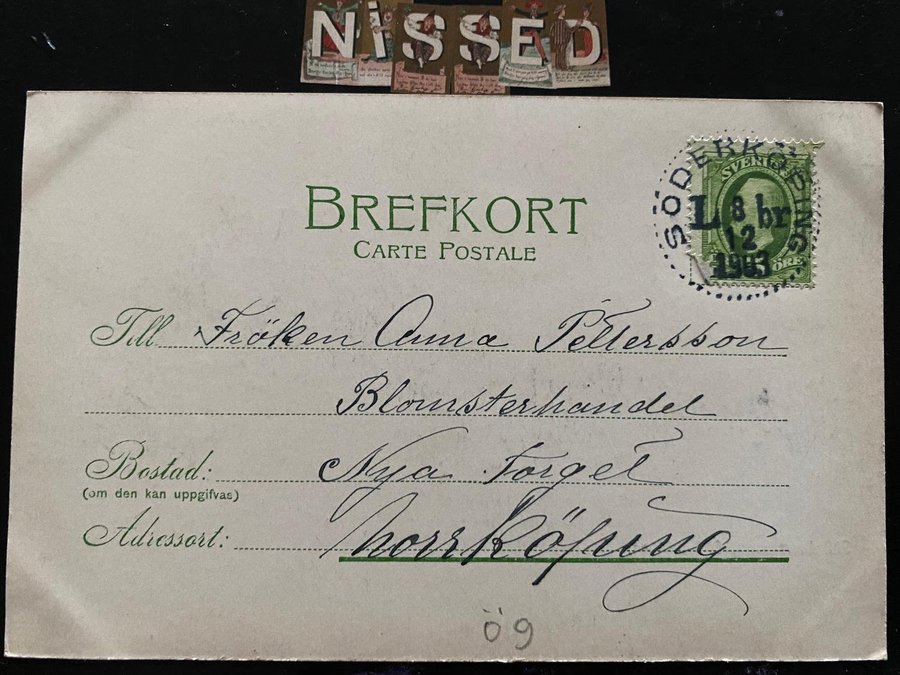 NiSSED
BREFKORT
CARTE POSTALE
SÖDERKÖPING
SVERIGE
L 8 br
12
1903
ÖRE
Till Fröken Anna Pettersson
Blomsterhandel
Bostad: Nya Torget
(om den kan uppgifvas)
Adressort: Norrköping
ög